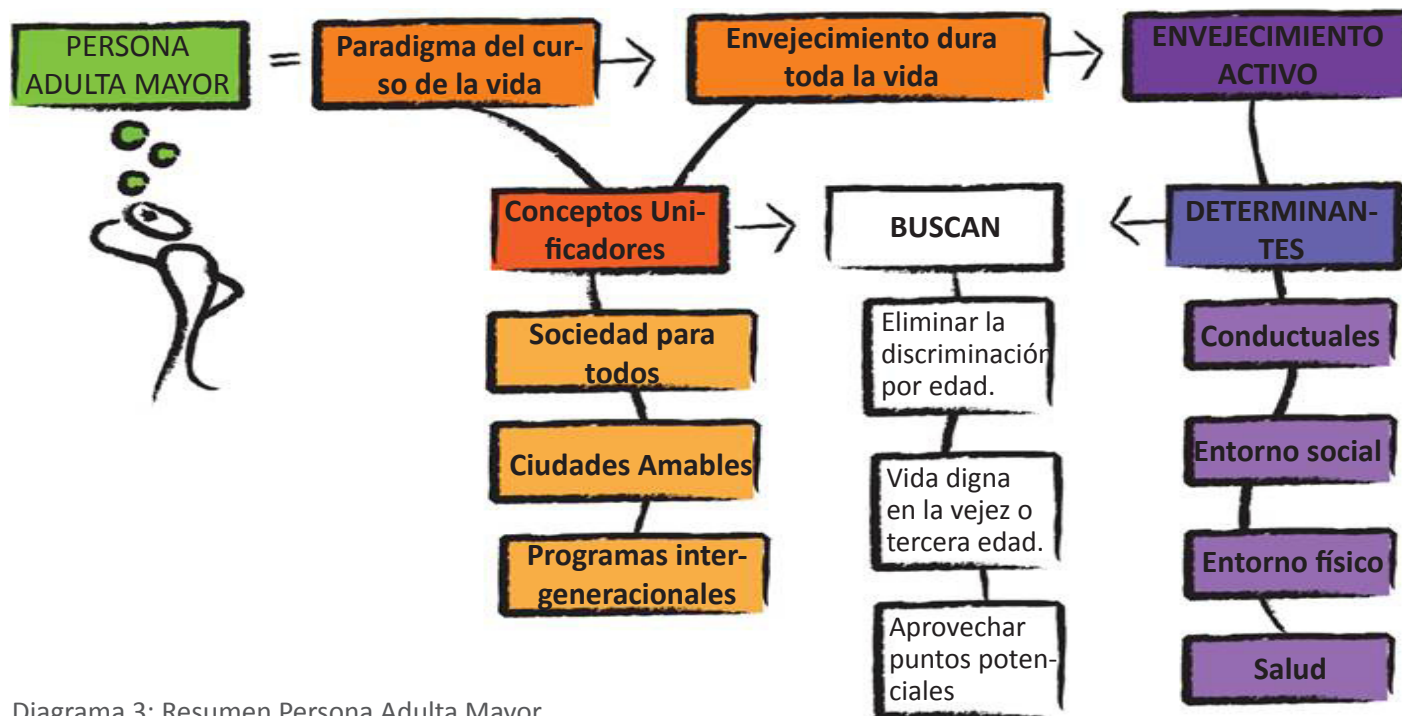 PERSONA
ADULTA MAYOR
=
Paradigma del cur-
so de la vida
Envejecimiento dura
toda la vida
ENVEJECIMIENTO
ACTIVO
Conceptos Uni-
ficadores
BUSCAN
DETERMINAN-
TES
Sociedad para
todos
Ciudades Amables
Programas inter-
generacionales
Eliminar la
discriminación
por edad.
Vida digna
en la vejez o
tercera edad.
Aprovechar
puntos poten-
ciales
Conductuales
Entorno social
Entorno físico
Salud
Diagrama 3: Resumen Persona Adulta Mayor